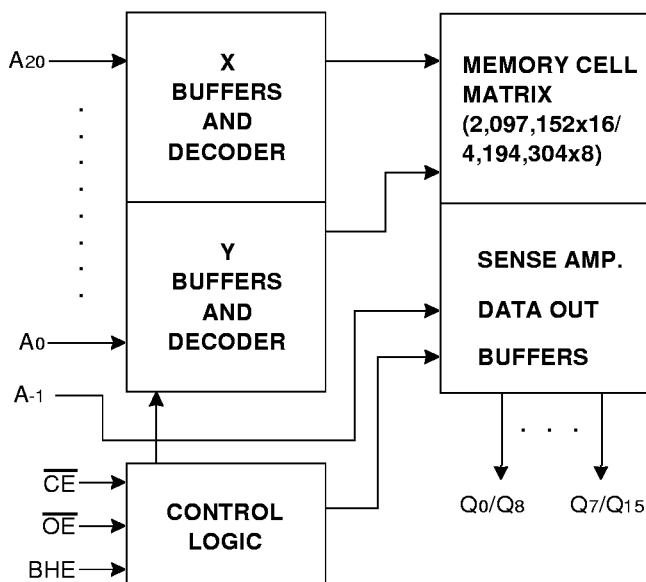 A20
A0
A-1
X
BUFFERS
AND
DECODER
Y
BUFFERS
AND
DECODER
MEMORY CELL
MATRIX
(2,097,152x16/
4,194,304x8)
SENSE AMP.
DATA OUT
BUFFERS
CE
OE
BHE
CONTROL
LOGIC
Q0/Q8
Q7/Q15